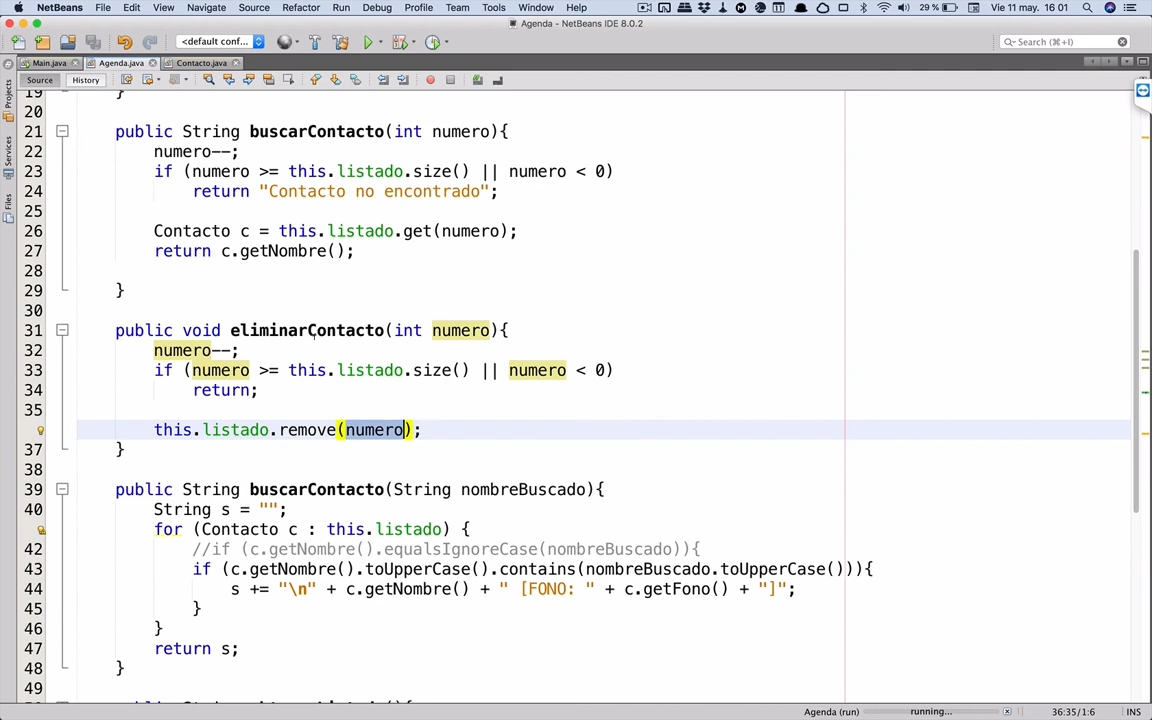 NetBeans File Edit View Navigate Source Refactor Run Debug Profile Team Tools Window Help 29 % Vie 11 may. 16 01
Agenda - NetBeans IDE 8.0.2
<default conf... Search (⌘+I)
Main.java Agenda.java Contacto.java
Source History
Projects
Services
Files
19 }
20
21 public String buscarContacto(int numero){
22 numero--;
23 if (numero >= this.listado.size() || numero < 0)
24 return "Contacto no encontrado";
25
26 Contacto c = this.listado.get(numero);
27 return c.getNombre();
28
29 }
30
31 public void eliminarContacto(int numero){
32 numero--;
33 if (numero >= this.listado.size() || numero < 0)
34 return;
35
this.listado.remove(numero);
37 }
38
39 public String buscarContacto(String nombreBuscado){
40 String s = "";
for (Contacto c : this.listado) {
42 //if (c.getNombre().equalsIgnoreCase(nombreBuscado)){
43 if (c.getNombre().toUpperCase().contains(nombreBuscado.toUpperCase())){
44 s += "\n" + c.getNombre() + " [FONO: " + c.getFono() + "]";
45 }
46 }
47 return s;
48 }
49
Agenda (run) running... 36:35/1:6 INS